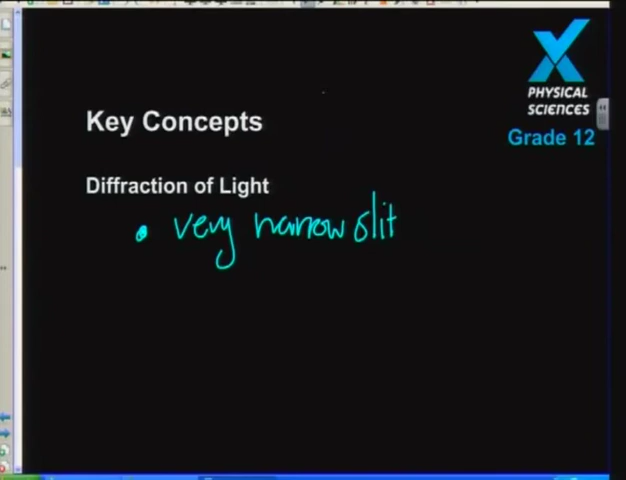 PHYSICAL
SCIENCES
Grade 12
Key Concepts
Diffraction of Light
• very narrow slit